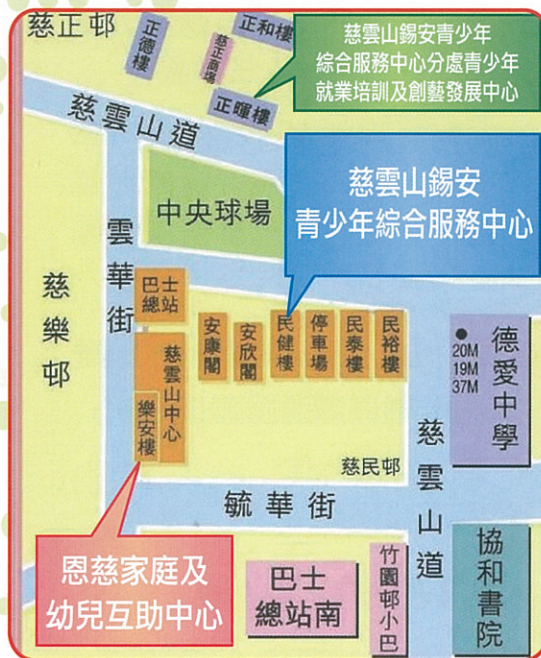 慈正邨
正德樓
慈正商場
正和樓
正暉樓
慈雲山錫安青少年
綜合服務中心分處青少年
就業培訓及創藝發展中心
慈雲山道
慈雲山錫安
青少年綜合服務中心
中央球場
雲華街
慈樂邨
巴士
總站
慈雲山中心
樂安樓
安康閣
安欣閣
民健樓
停車場
民泰樓
民裕樓
20M
19M
37M
德愛中學
慈民邨
慈雲山道
毓華街
恩慈家庭及
幼兒互助中心
巴士
總站南
竹園邨小巴
協和書院